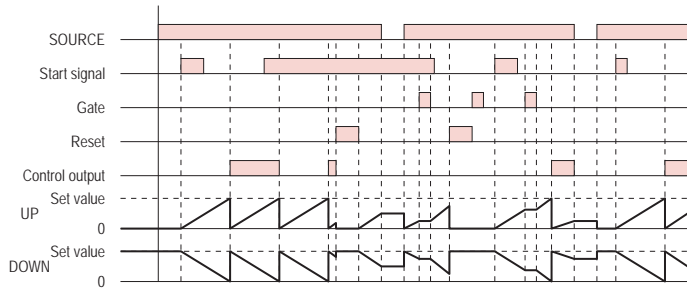 SOURCE
Start signal
Gate
Reset
Control output
Set value
UP
0
Set value
DOWN
0